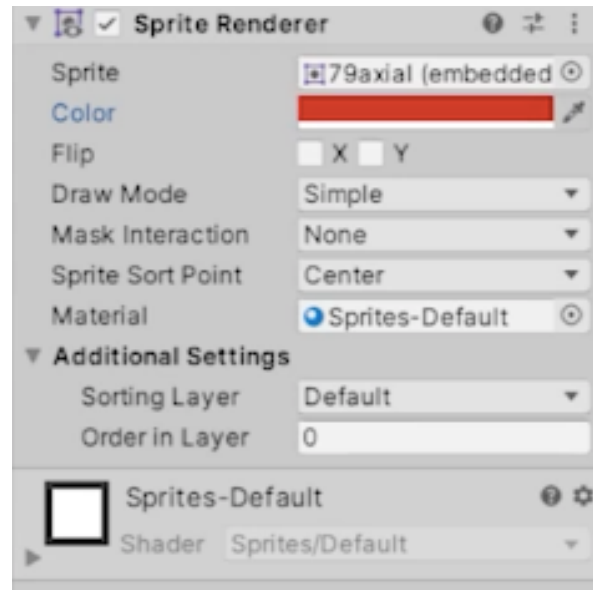 Sprite Renderer
Sprite 79axial (embedded
Color
Flip X Y
Draw Mode Simple
Mask Interaction None
Sprite Sort Point Center
Material Sprites-Default
Additional Settings
Sorting Layer Default
Order in Layer 0
Sprites-Default
Shader Sprites/Default